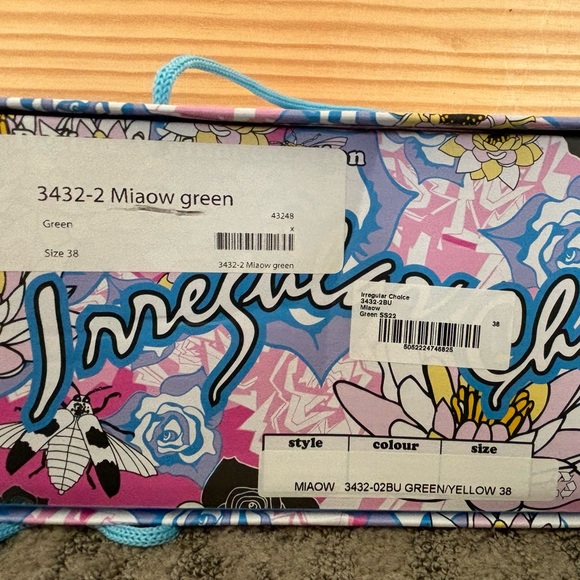 n
3432-2 Miaow green
43248
Green
x
Size 38
3432-2 Miaow green
Irregular Ch
Irregular Choice
3432-2BU
Miaow
Green SS22
38
5052224746825
style colour size
MIAOW 3432-02BU GREEN/YELLOW 38